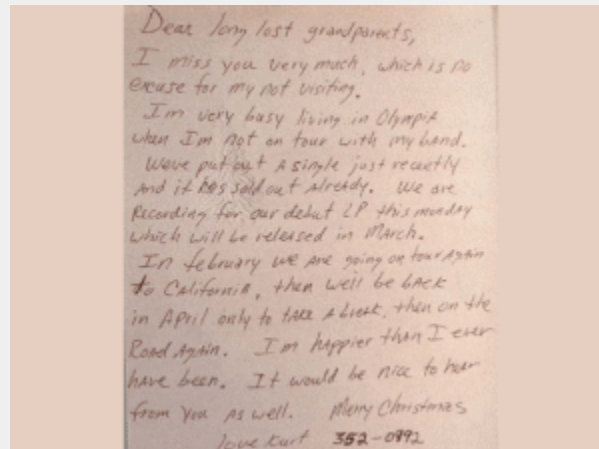 Dear long lost grandparents,
I miss you very much, which is no
excuse for my not visiting.
I'm very busy living in Olympia
when I'm not on tour with my band.
Weve put out a single just recently
and it has sold out already. We are
Recording for our debut LP this monday
which will be released in March.
In february we are going on tour again
to California, then we'll be back
in April only to take a break, then on the
Road again. I'm happier than I ever
have been. It would be nice to hear
from you as well. Merry Christmas
love Kurt 352-0992